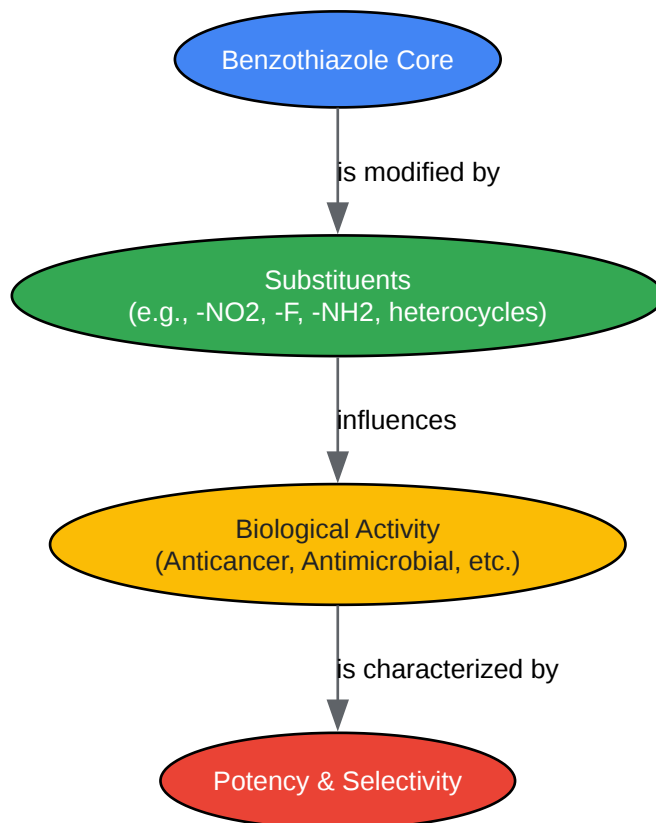 Benzothiazole Core
is modified by
Substituents
(e.g., -NO2, -F, -NH2, heterocycles)
influences
Biological Activity
(Anticancer, Antimicrobial, etc.)
is characterized by
Potency & Selectivity